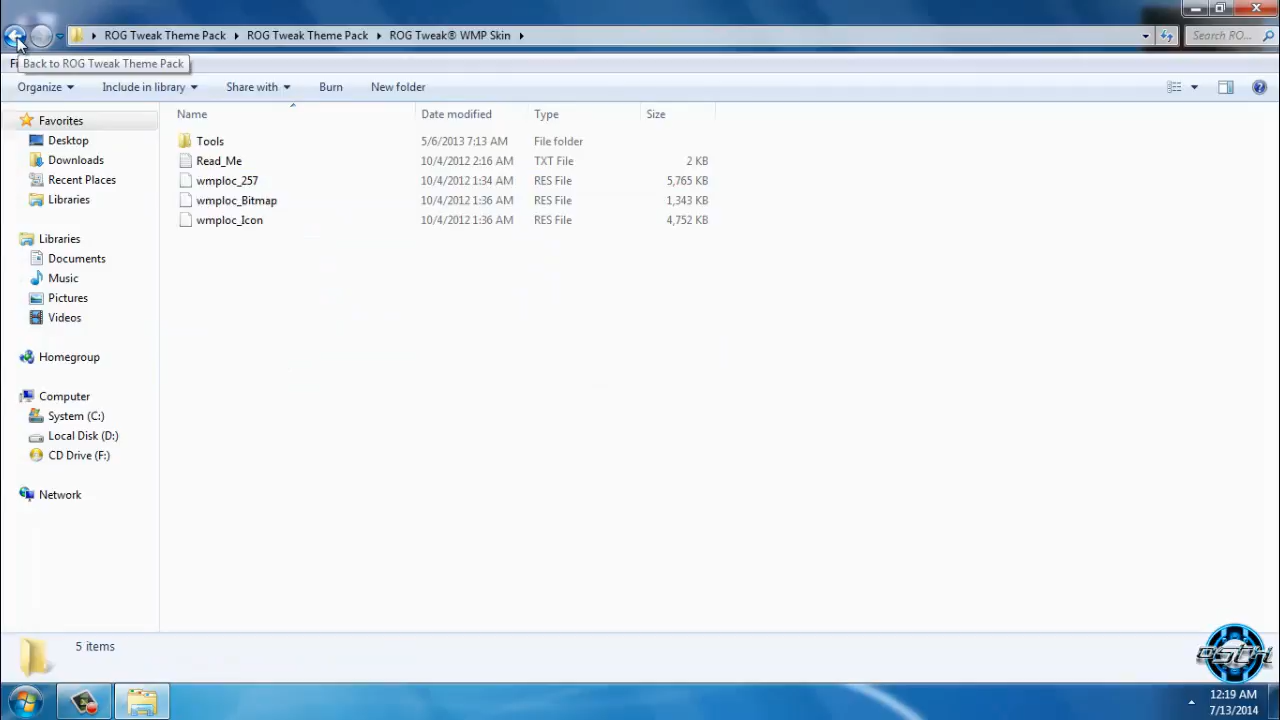 ROG Tweak Theme Pack ROG Tweak Theme Pack ROG Tweak® WMP Skin
Search RO...
Back to ROG Tweak Theme Pack
Organize Include in library Share with Burn New folder
Name Date modified Type Size
Favorites
Desktop
Downloads
Recent Places
Libraries
Libraries
Documents
Music
Pictures
Videos
Homegroup
Computer
System (C:)
Local Disk (D:)
CD Drive (F:)
Network
Tools 5/6/2013 7:13 AM File folder
Read_Me 10/4/2012 2:16 AM TXT File 2 KB
wmploc_257 10/4/2012 1:34 AM RES File 5,765 KB
wmploc_Bitmap 10/4/2012 1:36 AM RES File 1,343 KB
wmploc_Icon 10/4/2012 1:36 AM RES File 4,752 KB
5 items
12:19 AM
7/13/2014